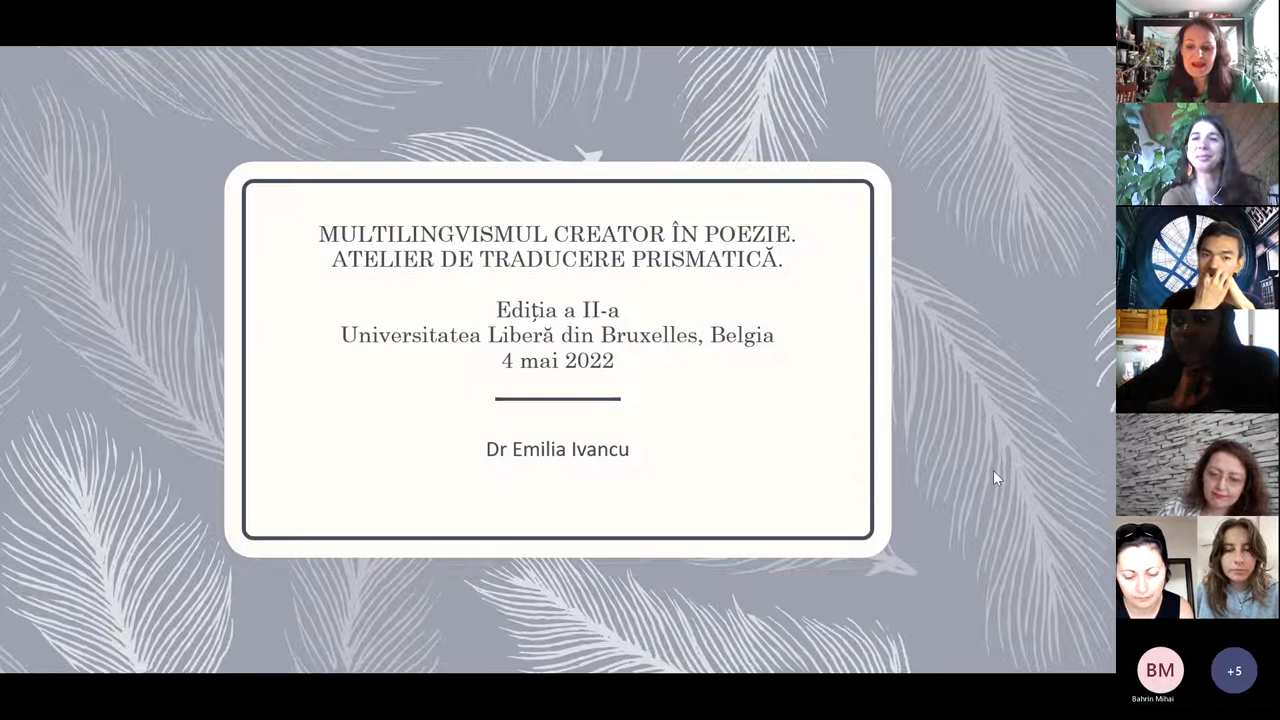 MULTILINGVISMUL CREATOR ÎN POEZIE.
ATELIER DE TRADUCERE PRISMATICĂ.
Ediția a II-a
Universitatea Liberă din Bruxelles, Belgia
4 mai 2022
Dr Emilia Ivancu
BM
+5
Bahrin Mihai